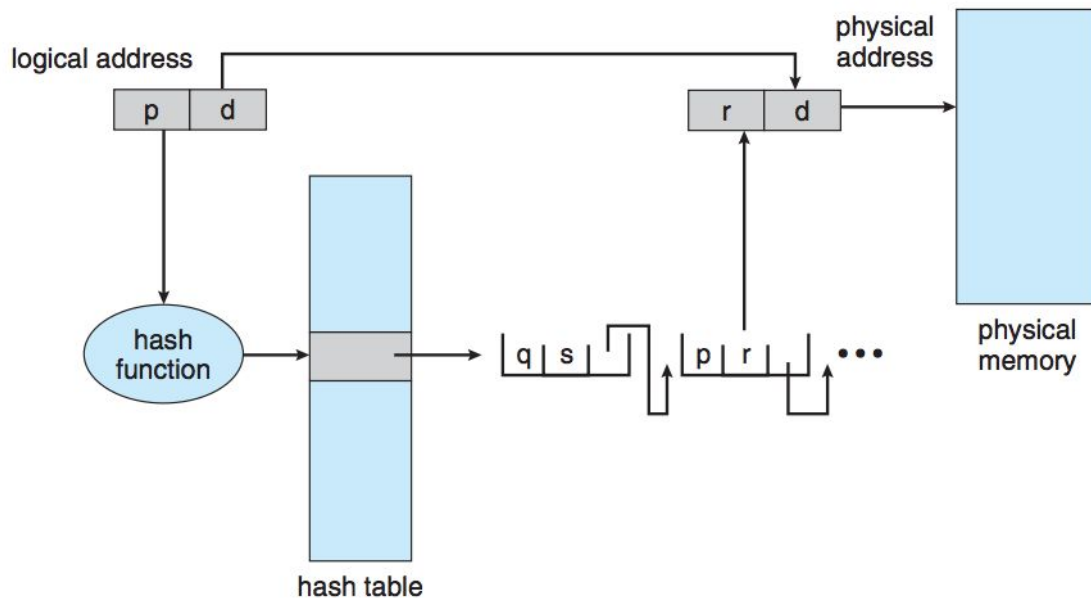 logical address
p d
physical
address
r d
hash
function
q s
p r
•••
physical
memory
hash table